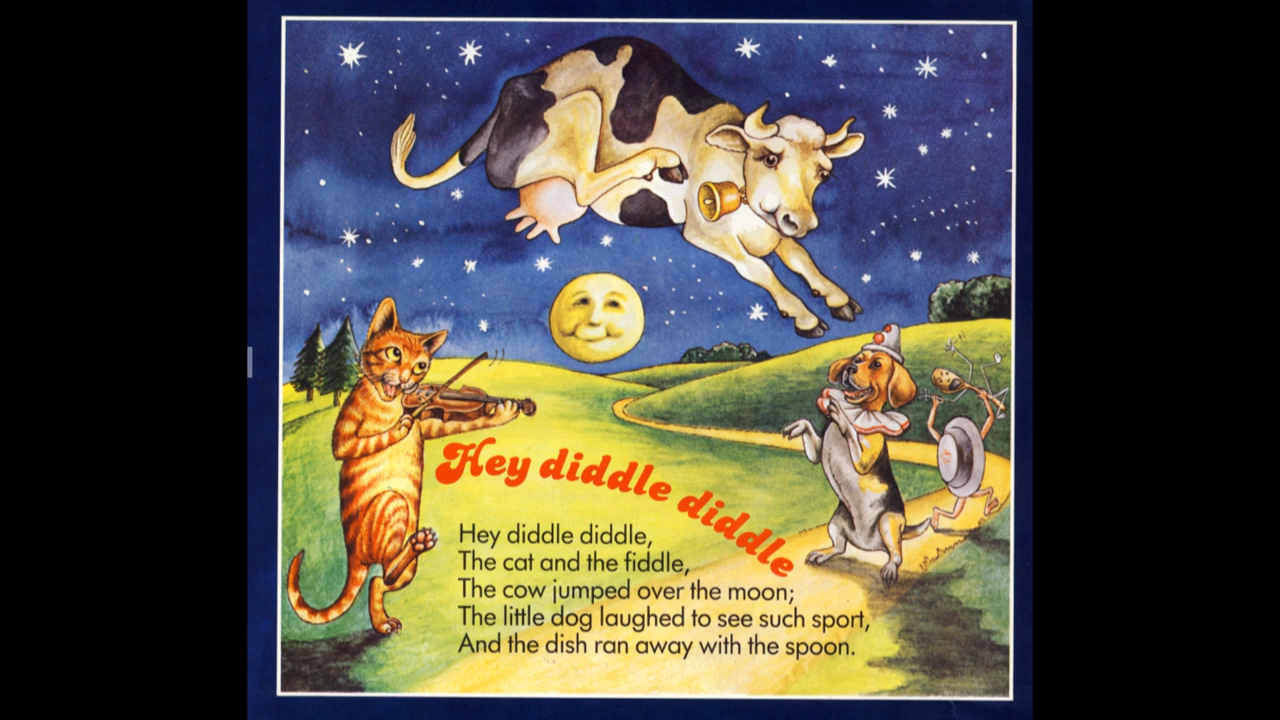 Hey diddle diddle
Hey diddle diddle,
The cat and the fiddle,
The cow jumped over the moon;
The little dog laughed to see such sport,
And the dish ran away with the spoon.